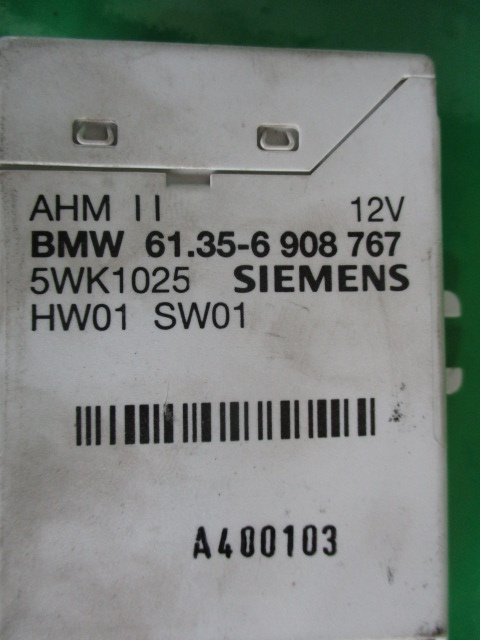 AHM II 12V
BMW 61.35-6 908 767
5WK1025 SIEMENS
HW01 SW01
A400103